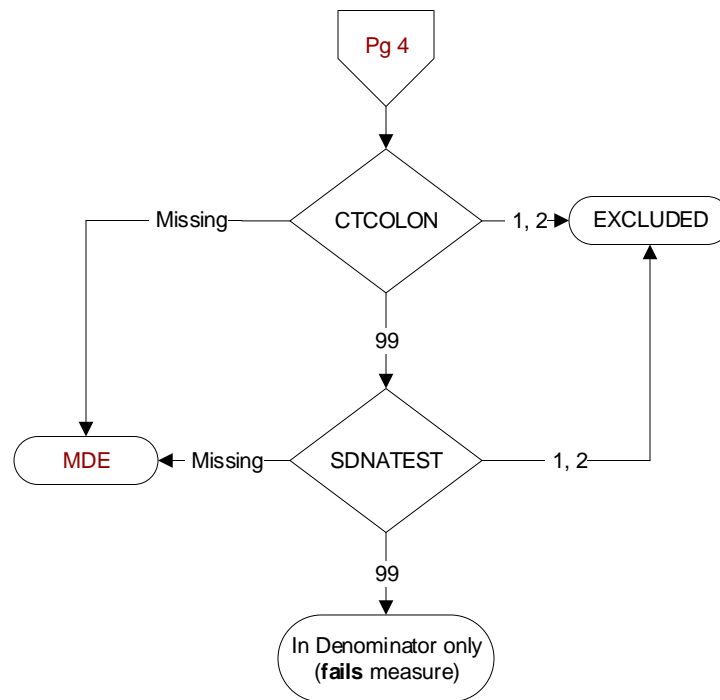 Pg 4
Missing
CTCOLON
1, 2
EXCLUDED
99
MDE
Missing
SDNATEST
1, 2
99
In Denominator only
(fails measure)